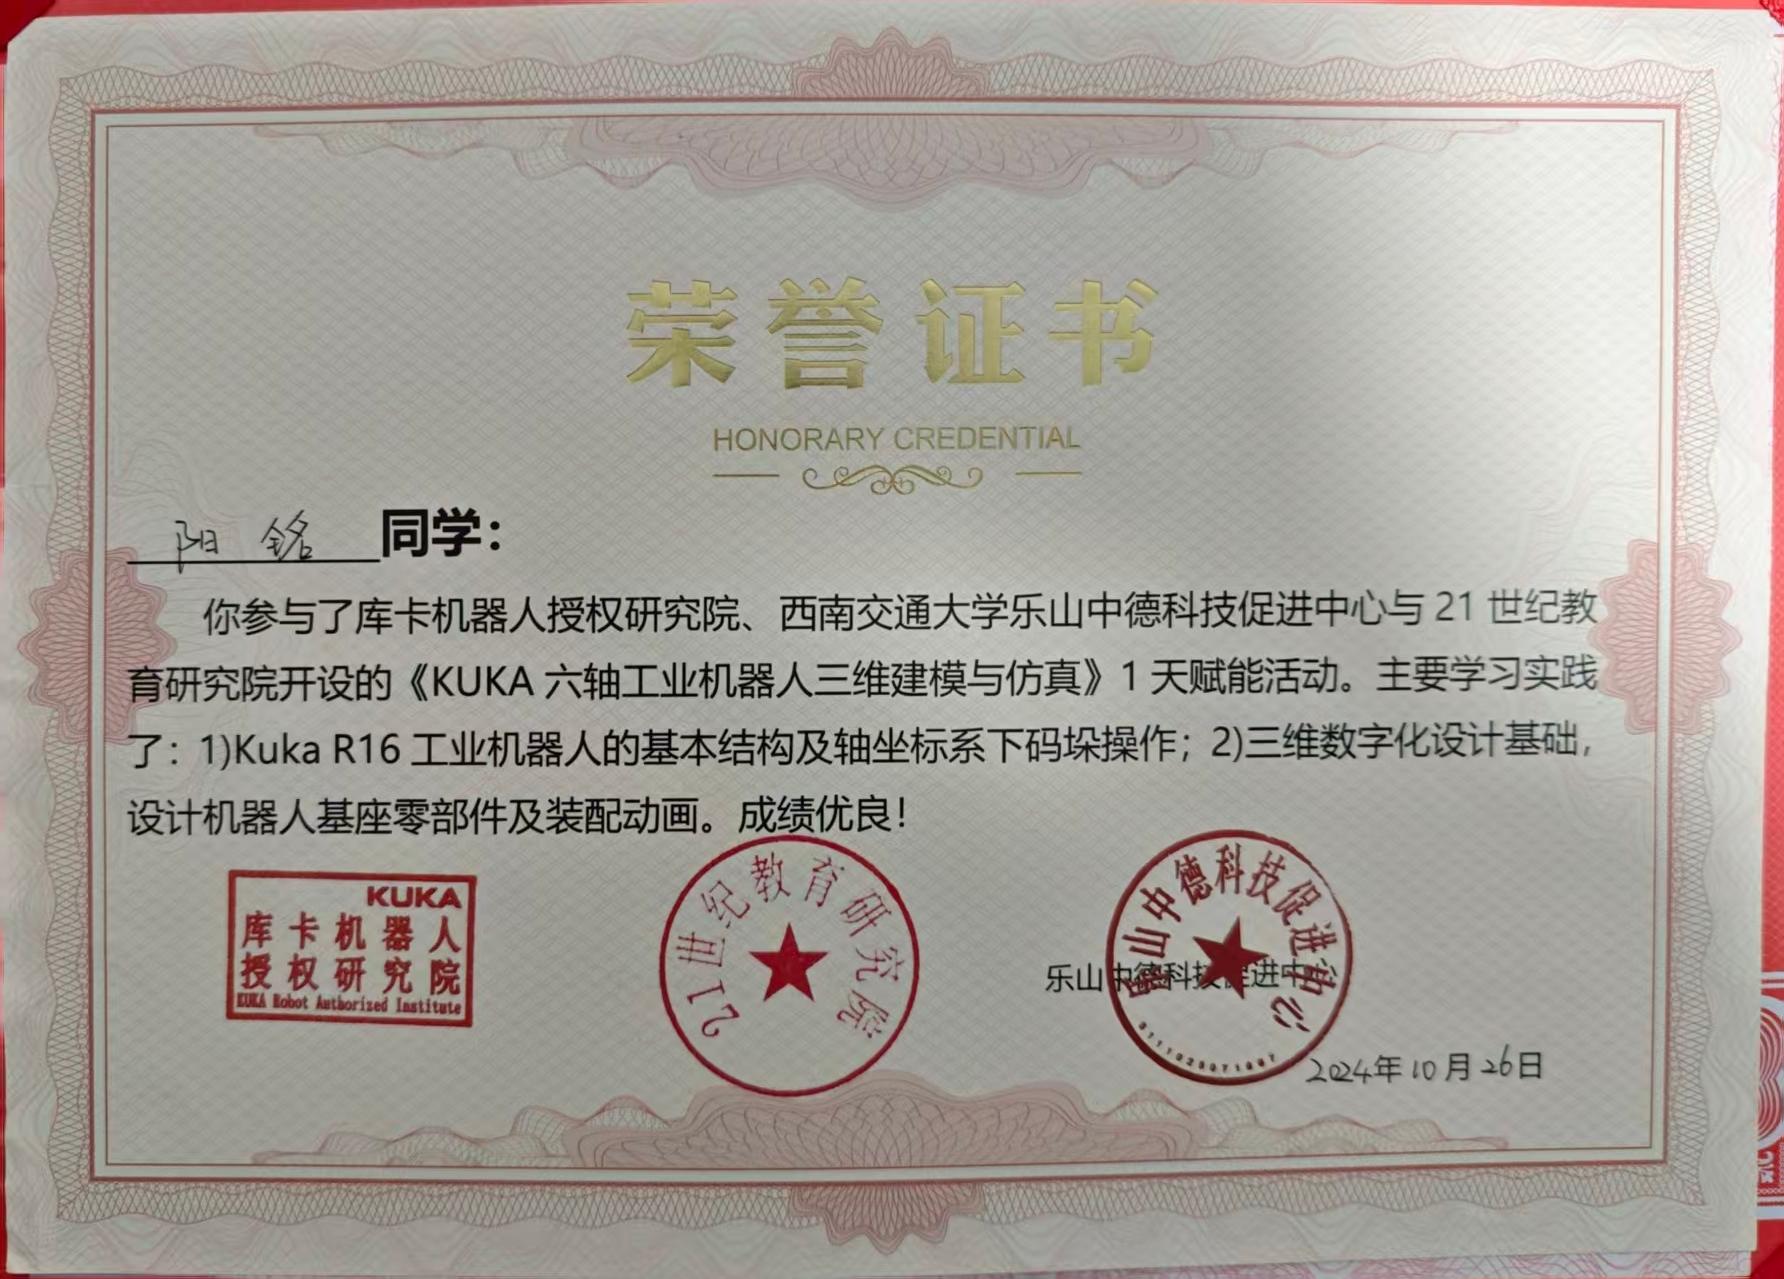 荣誉证书
HONORARY CREDENTIAL
阳 铭 同学：
你参与了库卡机器人授权研究院、西南交通大学乐山中德科技促进中心与 21 世纪教
育研究院开设的《KUKA 六轴工业机器人三维建模与仿真》1 天赋能活动。主要学习实践
了：1)Kuka R16 工业机器人的基本结构及轴坐标系下码垛操作；2)三维数字化设计基础，
设计机器人基座零部件及装配动画。成绩优良！
KUKA
库卡机器人
授权研究院
KUKA Robot Authorized Institute
21世纪教育研究院
乐山中德科技促进中心
乐山中德科技促进中心
2024年10月26日